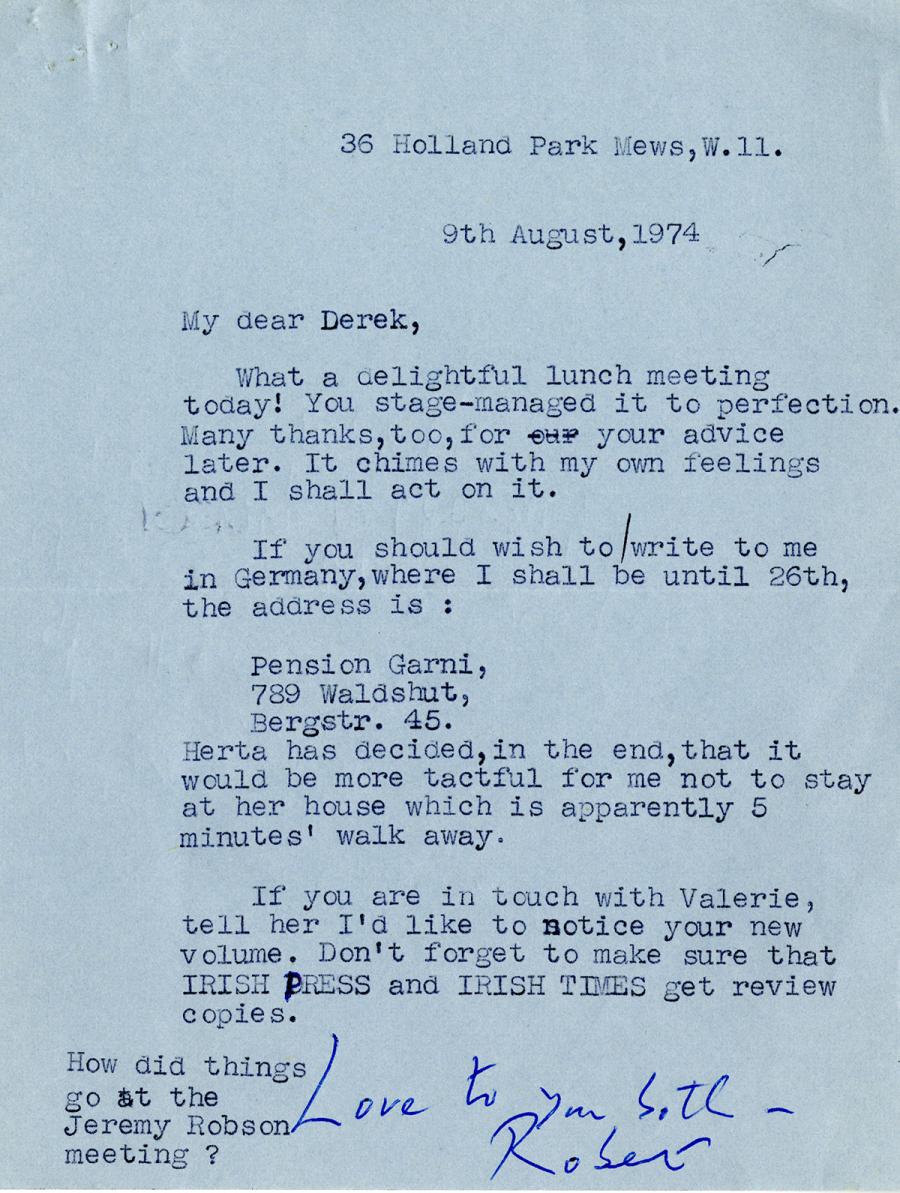 36 Holland Park Mews,W.11.
9th August,1974
My dear Derek,
What a delightful lunch meeting
today! You stage-managed it to perfection.
Many thanks,too,for our your advice
later. It chimes with my own feelings
and I shall act on it.
If you should wish to/write to me
in Germany,where I shall be until 26th,
the address is :
Pension Garni,
789 Waldshut,
Bergstr. 45.
Herta has decided,in the end,that it
would be more tactful for me not to stay
at her house which is apparently 5
minutes' walk away.
If you are in touch with Valerie,
tell her I'd like to notice your new
volume. Don't forget to make sure that
IRISH PRESS and IRISH TIMES get review
copies.
How did things
go at the
Jeremy Robson
meeting ?
Love to you both -
Robert